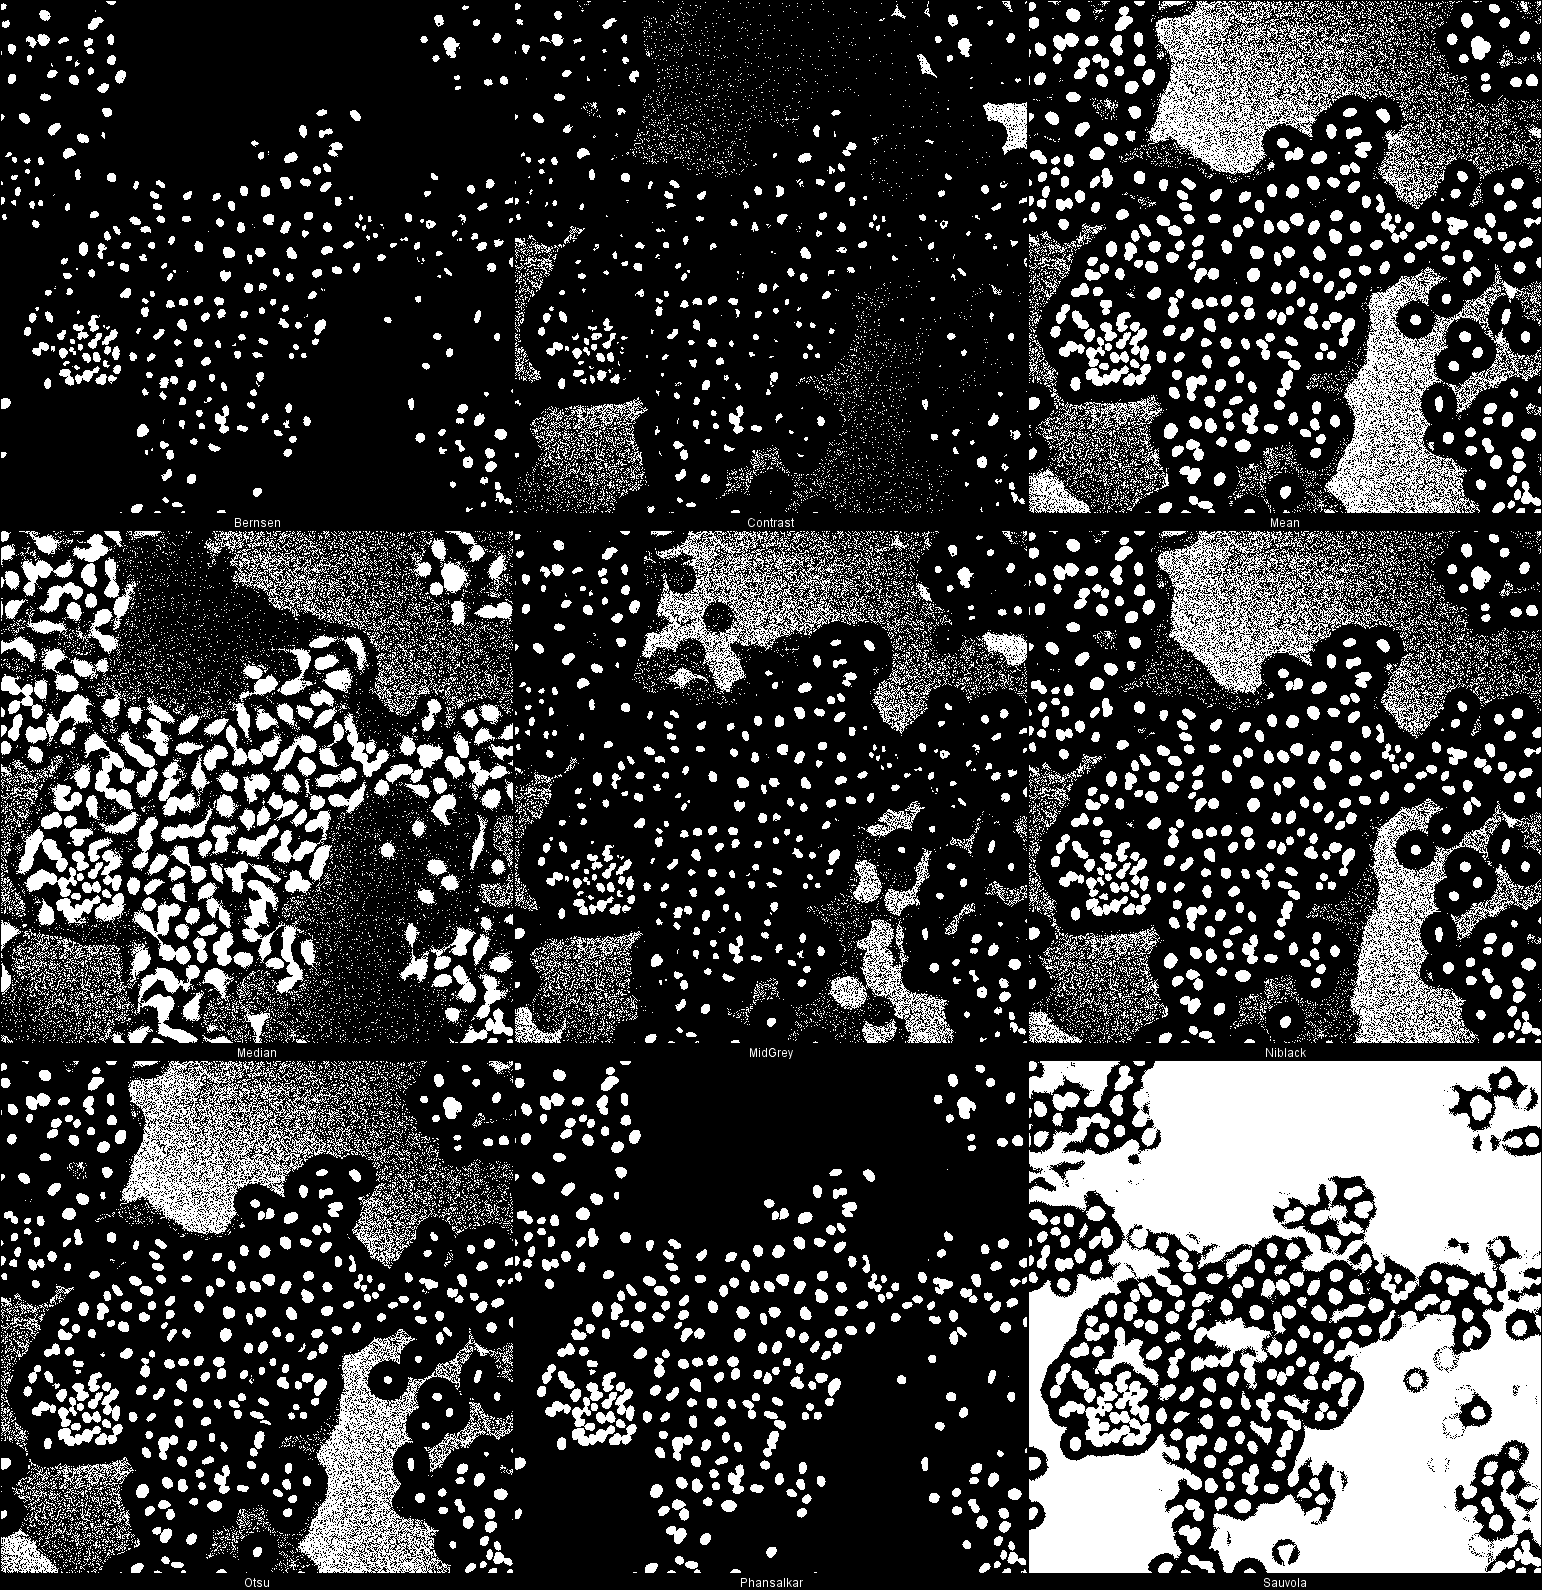 Bernsen
Contrast
Mean
Median
MidGrey
Niblack
Otsu
Phansalkar
Sauvola